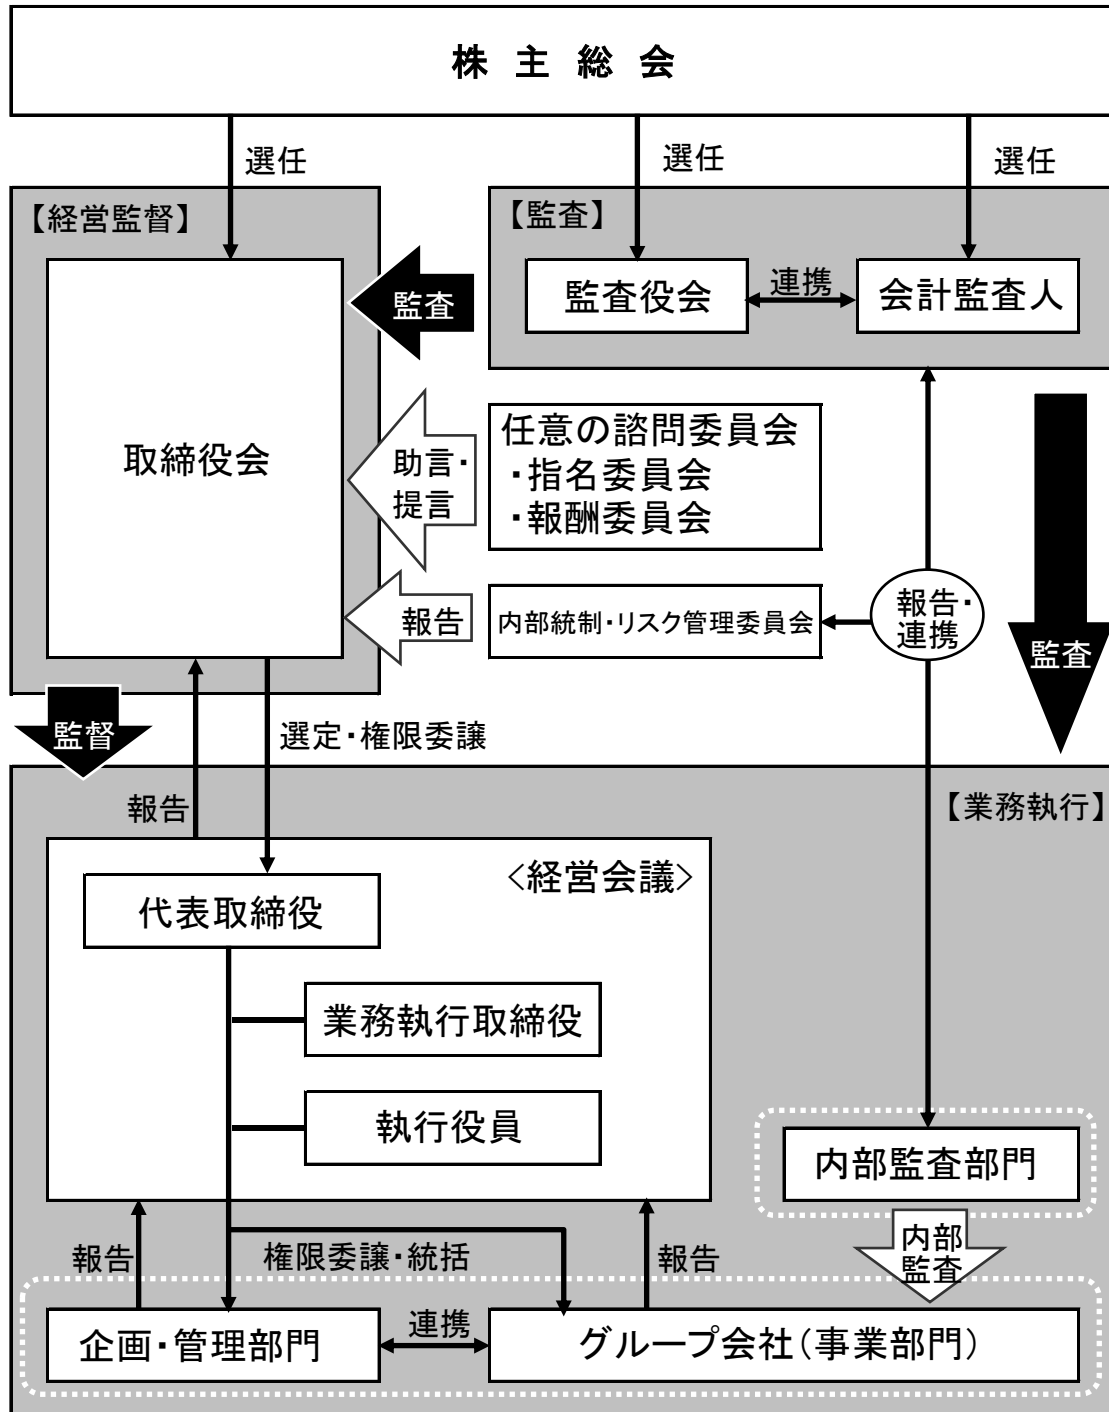 株主総会
選任
選任
選任
【経営監督】
【監査】
取締役会
監査
監査役会
連携
会計監査人
助言・
提言
任意の諮問委員会
・指名委員会
・報酬委員会
報告
内部統制・リスク管理委員会
報告・
連携
監査
監督
選定・権限委譲
報告
【業務執行】
<経営会議>
代表取締役
業務執行取締役
執行役員
内部監査部門
内部
監査
報告
権限委譲・統括
報告
企画・管理部門
連携
グループ会社(事業部門)